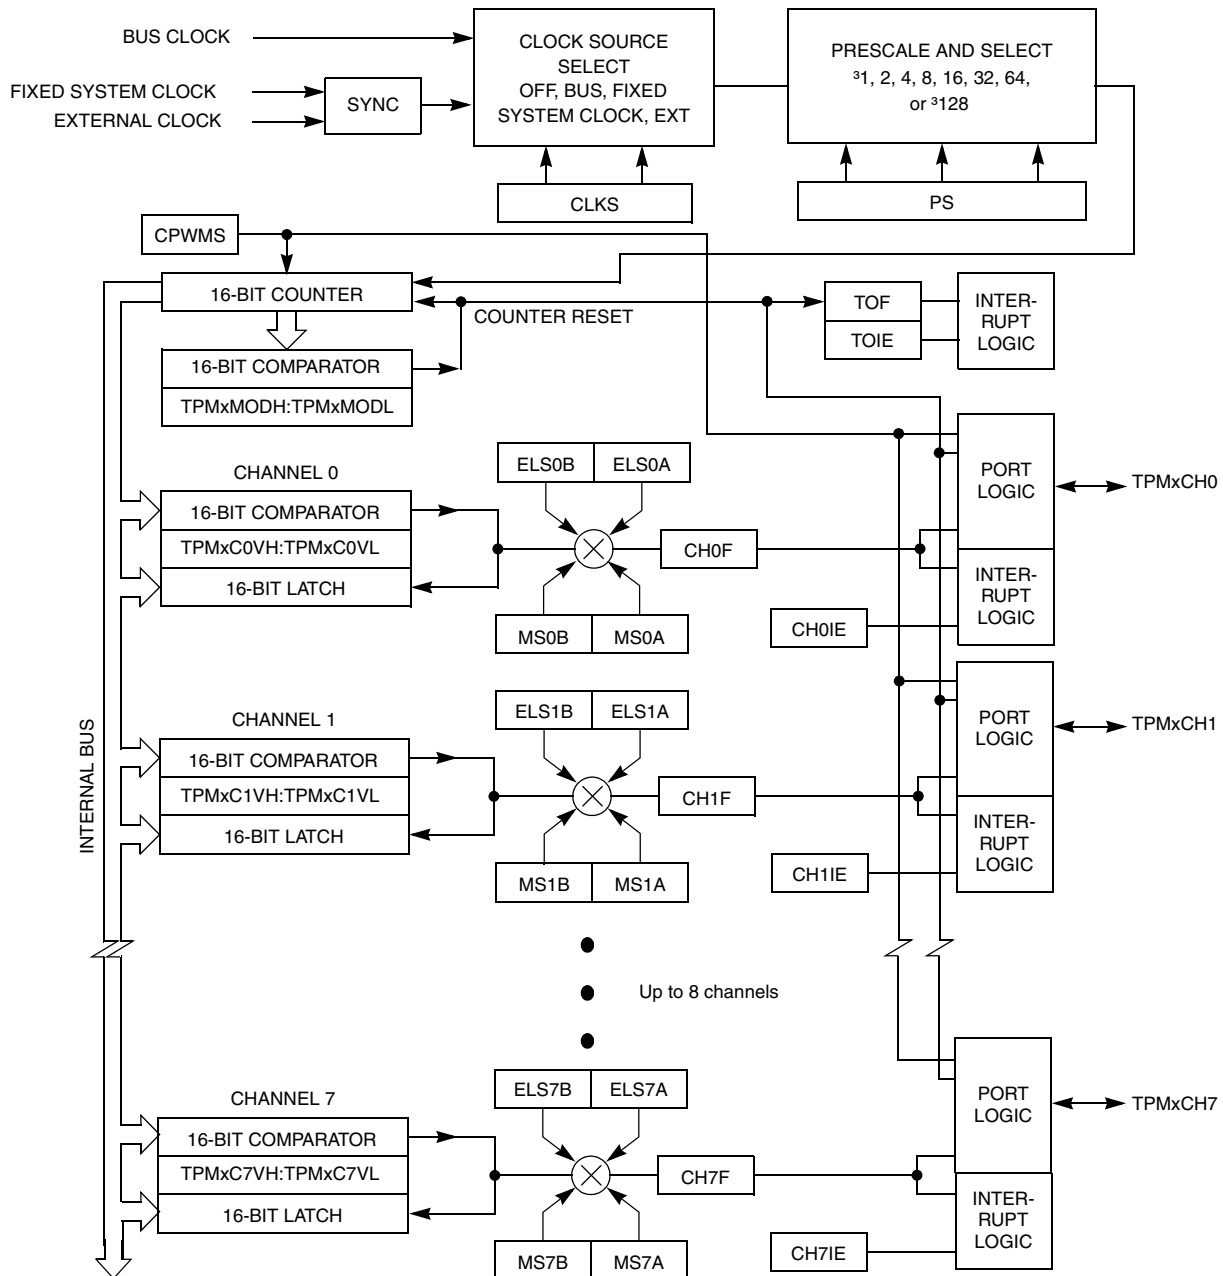 BUS CLOCK
FIXED SYSTEM CLOCK
EXTERNAL CLOCK
SYNC
CLOCK SOURCE
SELECT
OFF, BUS, FIXED
SYSTEM CLOCK, EXT
PRESCALE AND SELECT
³1, 2, 4, 8, 16, 32, 64,
or ³128
CLKS
PS
CPWMS
16-BIT COUNTER
COUNTER RESET
16-BIT COMPARATOR
TPMxMODH:TPMxMODL
TOF
TOIE
INTER-
RUPT
LOGIC
INTERNAL BUS
CHANNEL 0
16-BIT COMPARATOR
TPMxC0VH:TPMxC0VL
16-BIT LATCH
ELS0B
ELS0A
MS0B
MS0A
CH0F
CH0IE
PORT
LOGIC
INTER-
RUPT
LOGIC
TPMxCH0
CHANNEL 1
16-BIT COMPARATOR
TPMxC1VH:TPMxC1VL
16-BIT LATCH
ELS1B
ELS1A
MS1B
MS1A
CH1F
CH1IE
PORT
LOGIC
INTER-
RUPT
LOGIC
TPMxCH1
Up to 8 channels
CHANNEL 7
16-BIT COMPARATOR
TPMxC7VH:TPMxC7VL
16-BIT LATCH
ELS7B
ELS7A
MS7B
MS7A
CH7F
CH7IE
PORT
LOGIC
INTER-
RUPT
LOGIC
TPMxCH7